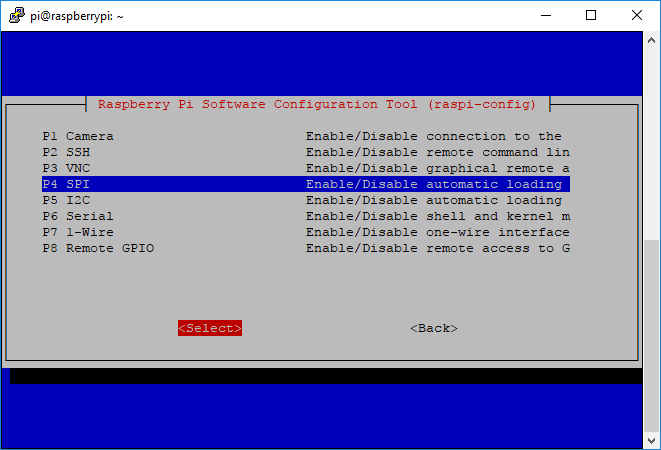 pi@raspberrypi: ~
Raspberry Pi Software Configuration Tool (raspi-config)
P1 Camera Enable/Disable connection to the
P2 SSH Enable/Disable remote command lin
P3 VNC Enable/Disable graphical remote a
P4 SPI Enable/Disable automatic loading
P5 I2C Enable/Disable automatic loading
P6 Serial Enable/Disable shell and kernel m
P7 1-Wire Enable/Disable one-wire interface
P8 Remote GPIO Enable/Disable remote access to G
<Select> <Back>